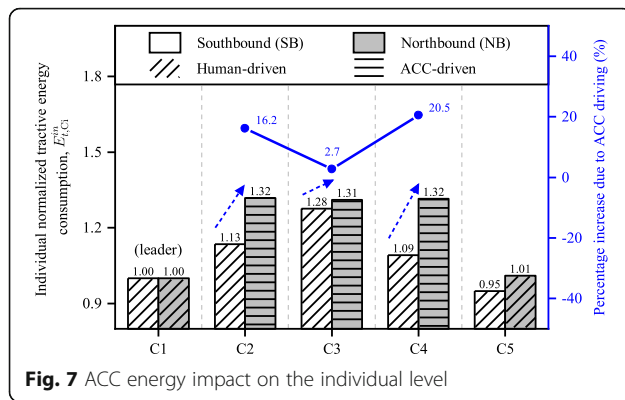 Southbound (SB) Northbound (NB)
Human-driven ACC-driven
Individual normalized tractive energy
consumption, E^{in}_{t,Ci}
1.8
1.5
1.2
0.9
(leader)
1.00 1.00
1.13 1.32
1.28 1.31
1.09 1.32
0.95 1.01
16.2
2.7
20.5
C1 C2 C3 C4 C5
40
20
0
-20
-40
Percentage increase due to ACC driving (%)
Fig. 7 ACC energy impact on the individual level